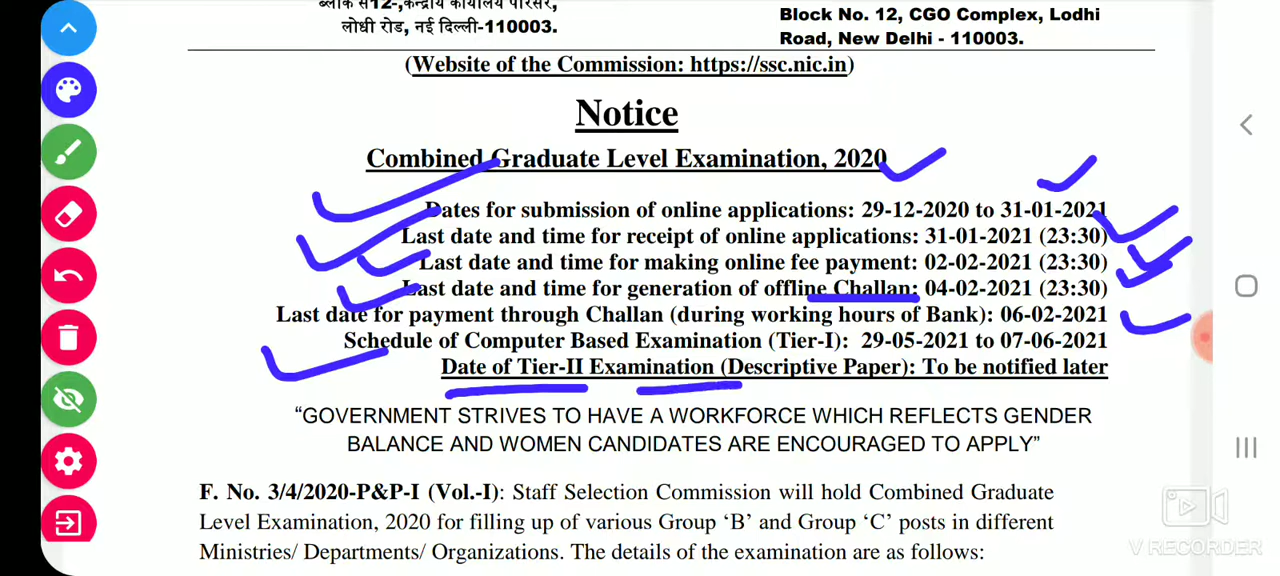 ब्लॉक सं12-,केन्द्रीय कार्यालय परिसर,
लोधी रोड, नई दिल्ली-110003.
Block No. 12, CGO Complex, Lodhi
Road, New Delhi - 110003.
(Website of the Commission: https://ssc.nic.in)
Notice
Combined Graduate Level Examination, 2020
Dates for submission of online applications: 29-12-2020 to 31-01-2021
Last date and time for receipt of online applications: 31-01-2021 (23:30)
Last date and time for making online fee payment: 02-02-2021 (23:30)
Last date and time for generation of offline Challan: 04-02-2021 (23:30)
Last date for payment through Challan (during working hours of Bank): 06-02-2021
Schedule of Computer Based Examination (Tier-I): 29-05-2021 to 07-06-2021
Date of Tier-II Examination (Descriptive Paper): To be notified later
“GOVERNMENT STRIVES TO HAVE A WORKFORCE WHICH REFLECTS GENDER
BALANCE AND WOMEN CANDIDATES ARE ENCOURAGED TO APPLY”
F. No. 3/4/2020-P&P-I (Vol.-I): Staff Selection Commission will hold Combined Graduate
Level Examination, 2020 for filling up of various Group ‘B’ and Group ‘C’ posts in different
Ministries/ Departments/ Organizations. The details of the examination are as follows:
V RECORDER